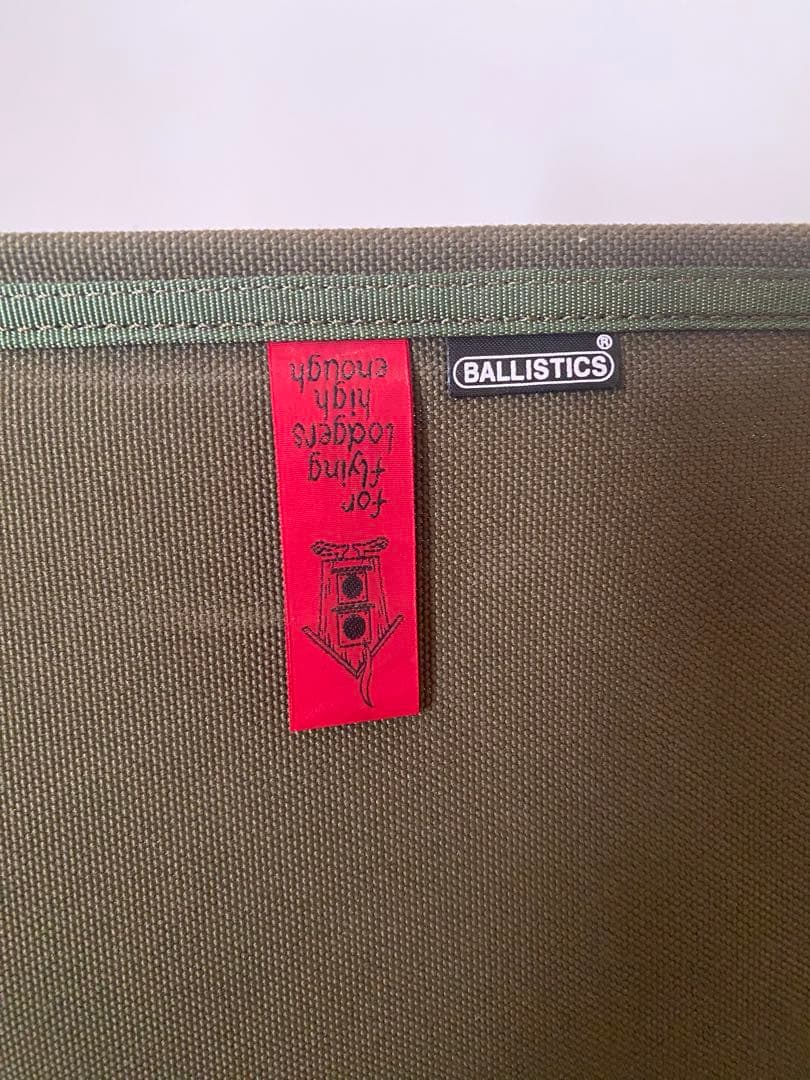 for
flying
lodgers
high
enough
BALLISTICS®